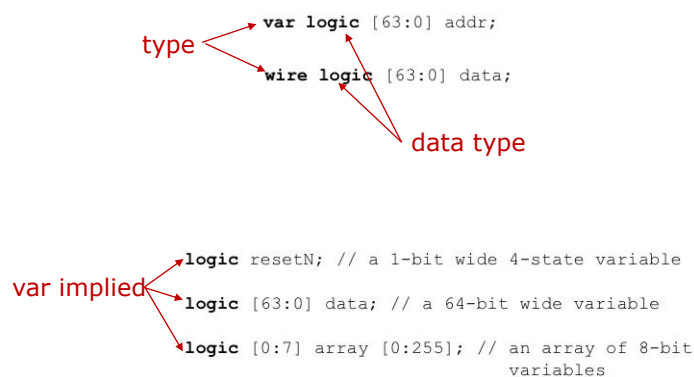 var logic [63:0] addr;
type
wire logic [63:0] data;
data type
logic resetN; // a 1-bit wide 4-state variable
var implied
logic [63:0] data; // a 64-bit wide variable
logic [0:7] array [0:255]; // an array of 8-bit
variables